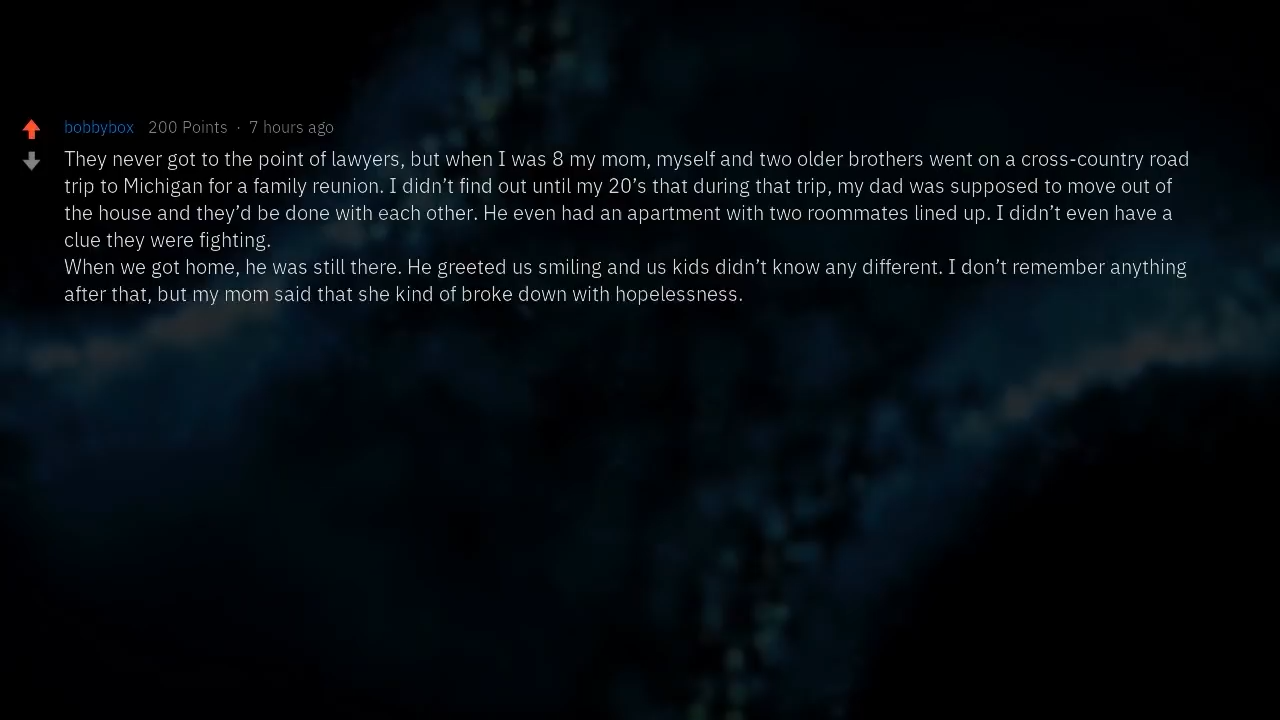 bobbybox 200 Points · 7 hours ago
They never got to the point of lawyers, but when I was 8 my mom, myself and two older brothers went on a cross-country road
trip to Michigan for a family reunion. I didn’t find out until my 20’s that during that trip, my dad was supposed to move out of
the house and they’d be done with each other. He even had an apartment with two roommates lined up. I didn’t even have a
clue they were fighting.
When we got home, he was still there. He greeted us smiling and us kids didn’t know any different. I don’t remember anything
after that, but my mom said that she kind of broke down with hopelessness.